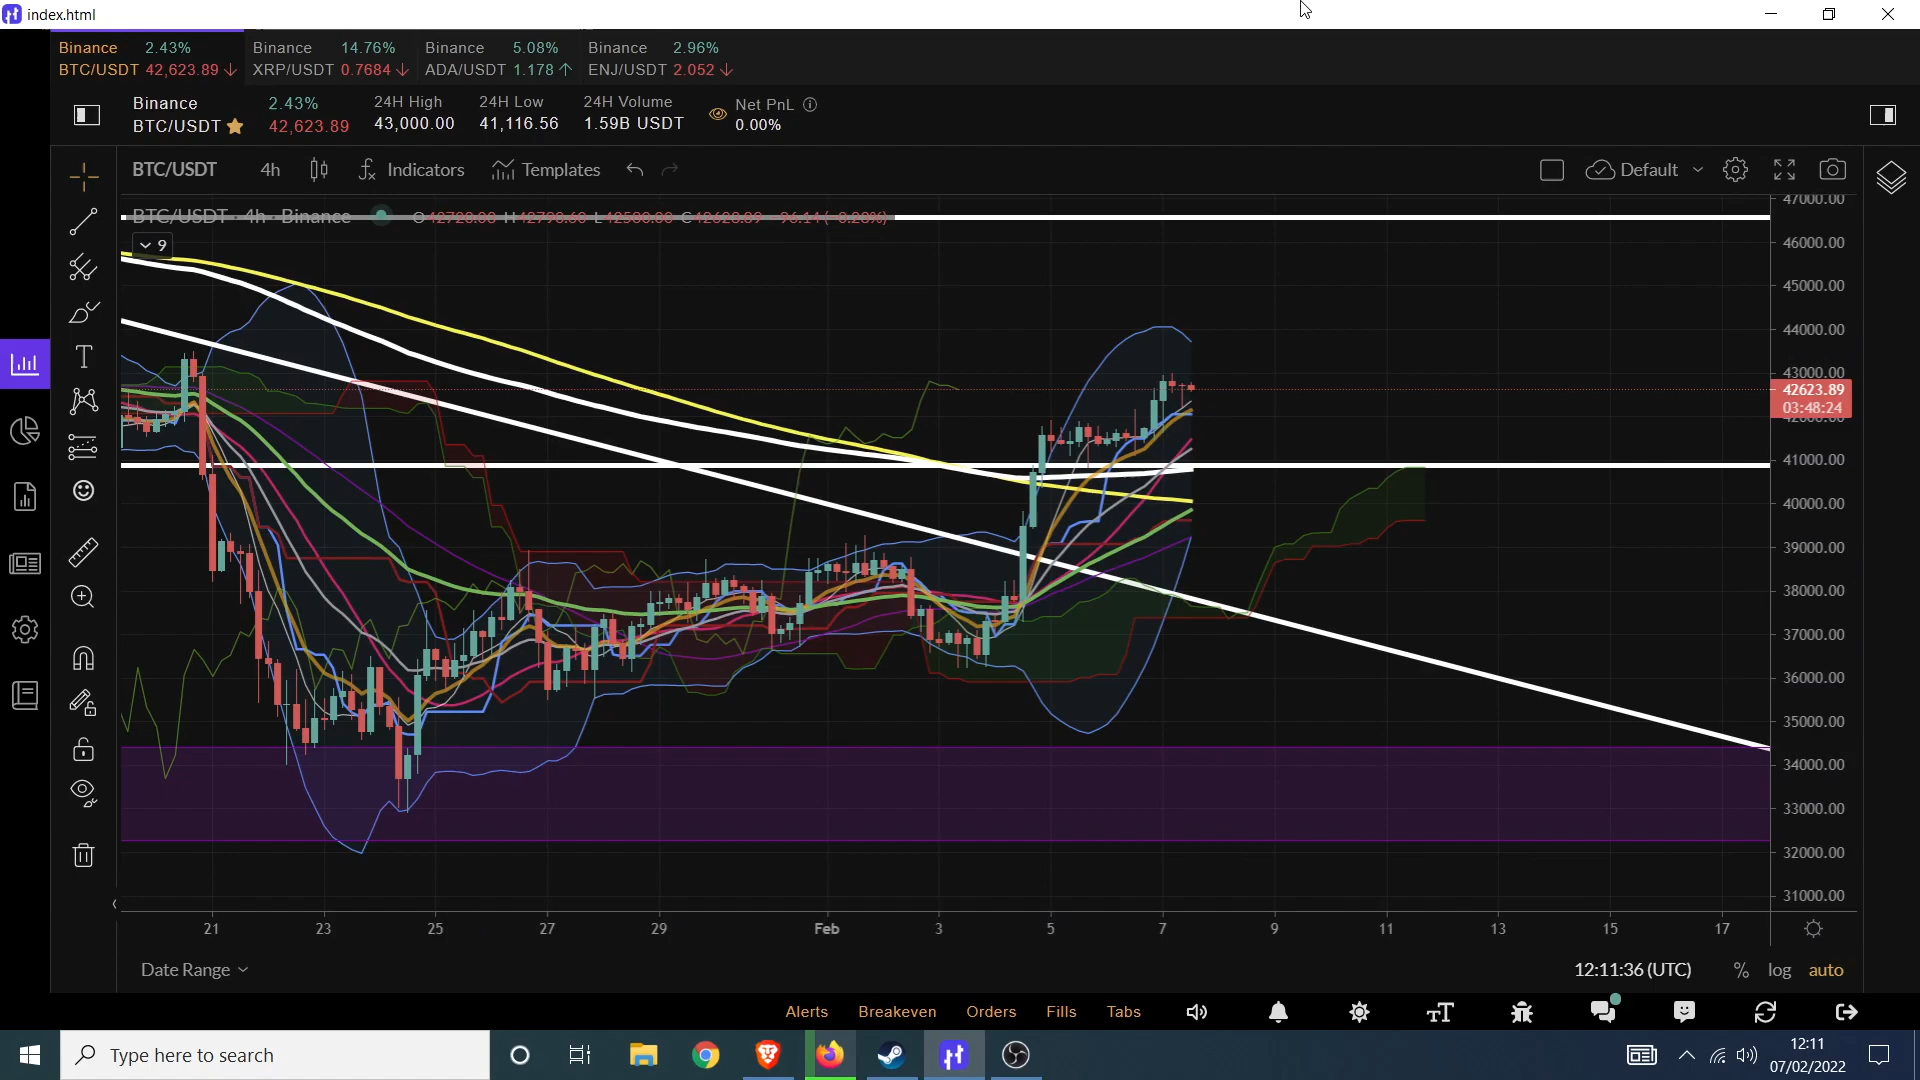 index.html
Binance 2.43% Binance 14.76% Binance 5.08% Binance 2.96%
BTC/USDT 42,623.89 XRP/USDT 0.7684 ADA/USDT 1.178 ENJ/USDT 2.052
Binance 2.43% 24H High 24H Low 24H Volume Net PnL
BTC/USDT 42,623.89 43,000.00 41,116.56 1.59B USDT 0.00%
BTC/USDT 4h Indicators Templates Default
BTC/USDT · 4h · Binance
9
47000.00
46000.00
45000.00
44000.00
43000.00
42623.89
03:48:24
42000.00
41000.00
40000.00
39000.00
38000.00
37000.00
36000.00
35000.00
34000.00
33000.00
32000.00
31000.00
21 23 25 27 29 Feb 3 5 7 9 11 13 15 17
Date Range 12:11:36 (UTC) % log auto
Alerts Breakeven Orders Fills Tabs
Type here to search
12:11
07/02/2022